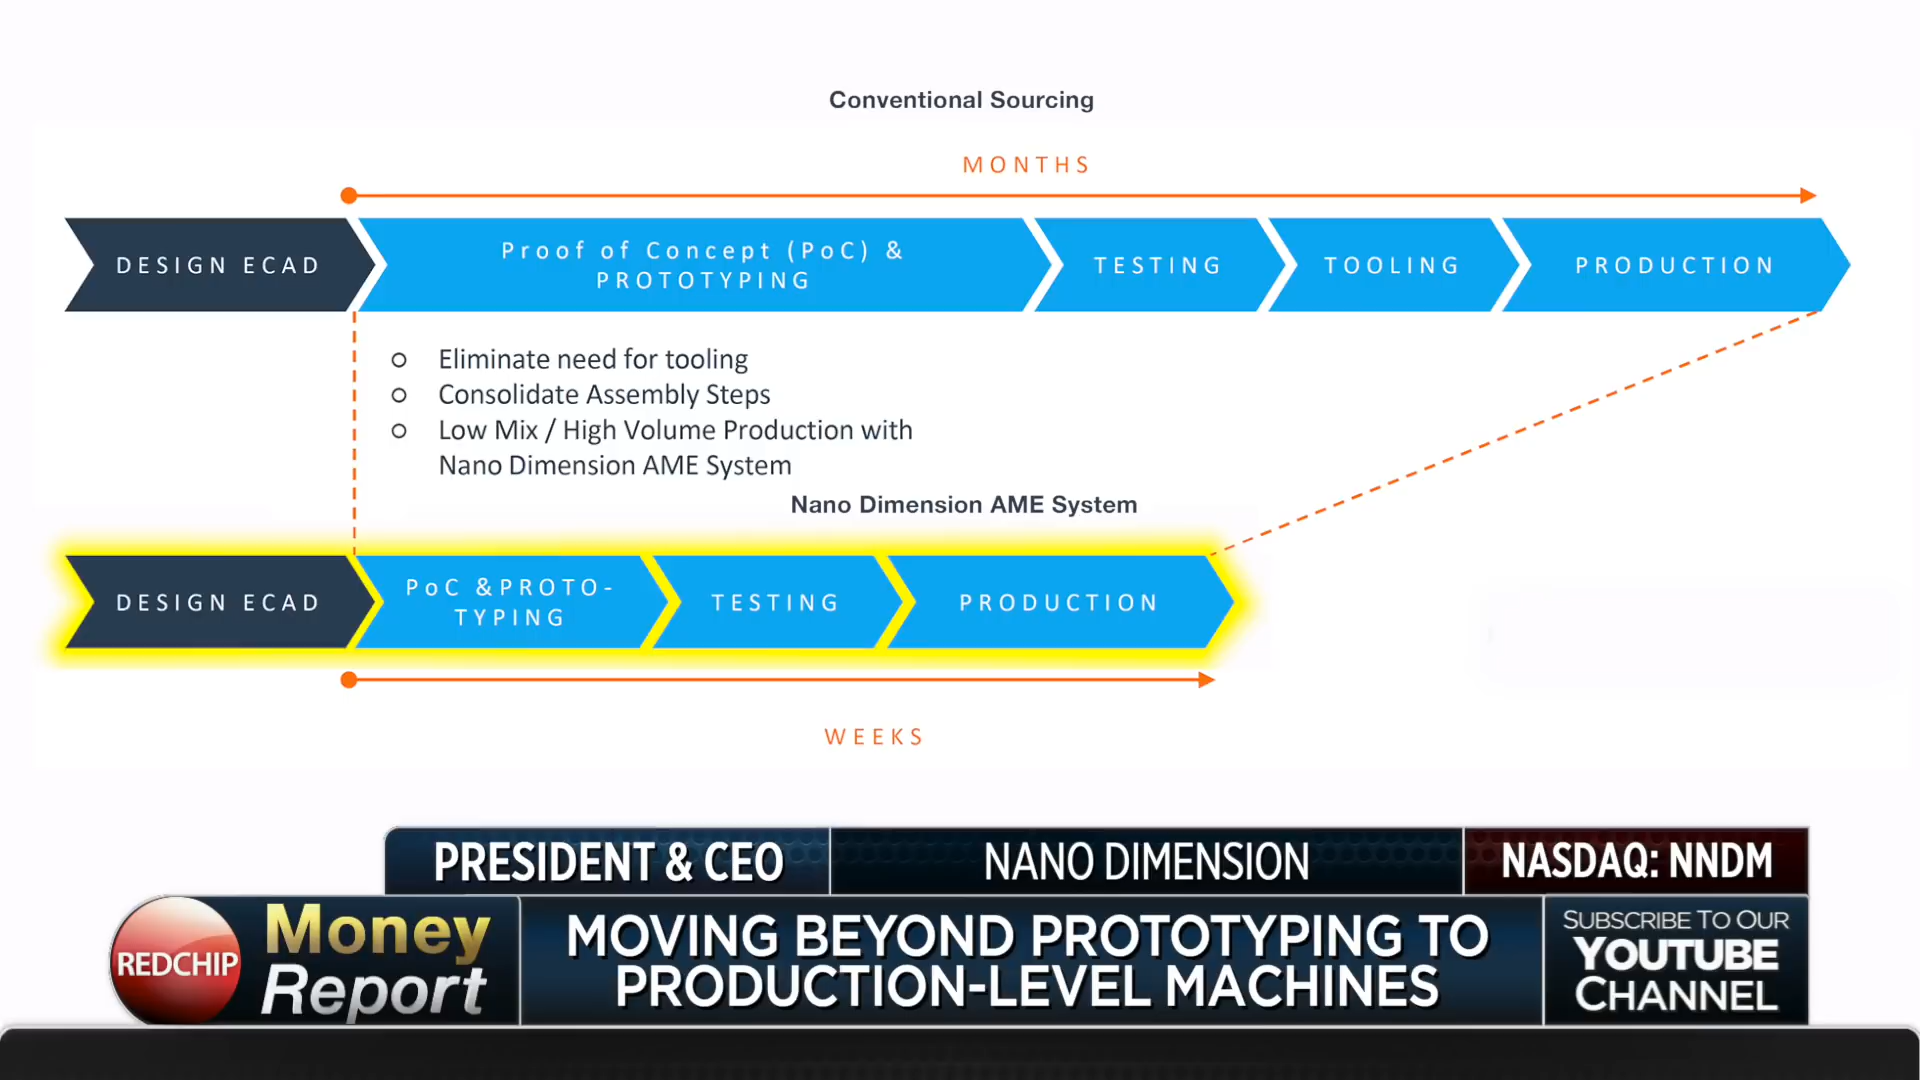 Conventional Sourcing
MONTHS
DESIGN ECAD
Proof of Concept (PoC) &
PROTOTYPING
TESTING
TOOLING
PRODUCTION
Eliminate need for tooling
Consolidate Assembly Steps
Low Mix / High Volume Production with
Nano Dimension AME System
Nano Dimension AME System
DESIGN ECAD
PoC &PROTO-
TYPING
TESTING
PRODUCTION
WEEKS
PRESIDENT & CEO
NANO DIMENSION
NASDAQ: NNDM
REDCHIP
Money
Report
MOVING BEYOND PROTOTYPING TO
PRODUCTION-LEVEL MACHINES
SUBSCRIBE TO OUR
YOUTUBE
CHANNEL